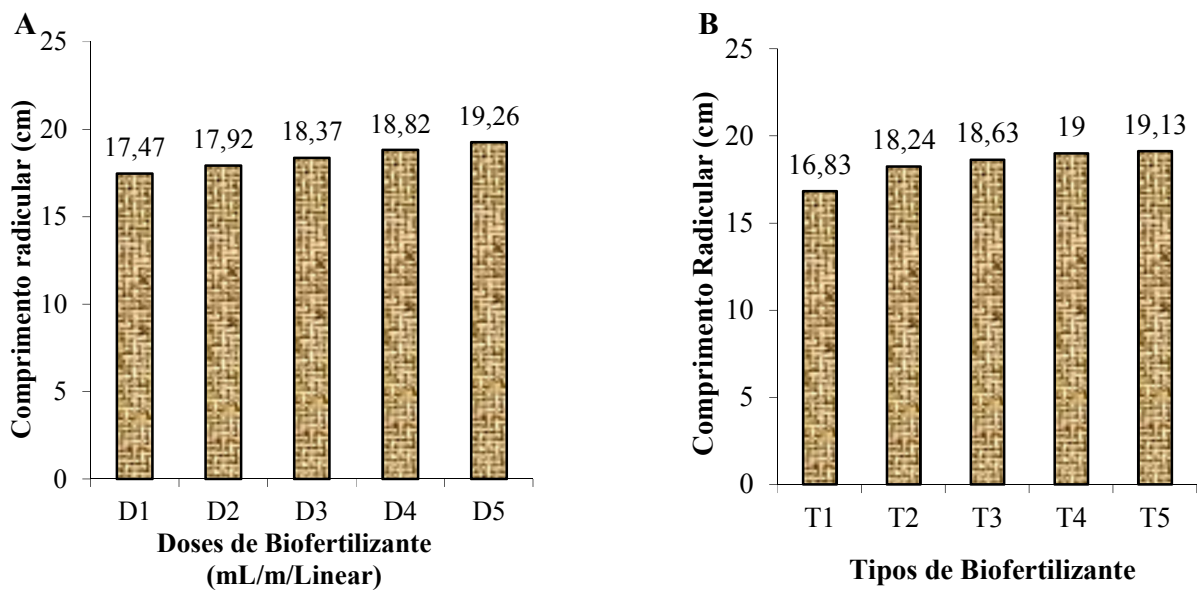 A
Comprimento radicular (cm)
25
20
15
10
5
0
17,47
17,92
18,37
18,82
19,26
D1
D2
D3
D4
D5
Doses de Biofertilizante
(mL/m/Linear)
B
Comprimento Radicular (cm)
25
20
15
10
5
0
16,83
18,24
18,63
19
19,13
T1
T2
T3
T4
T5
Tipos de Biofertilizante